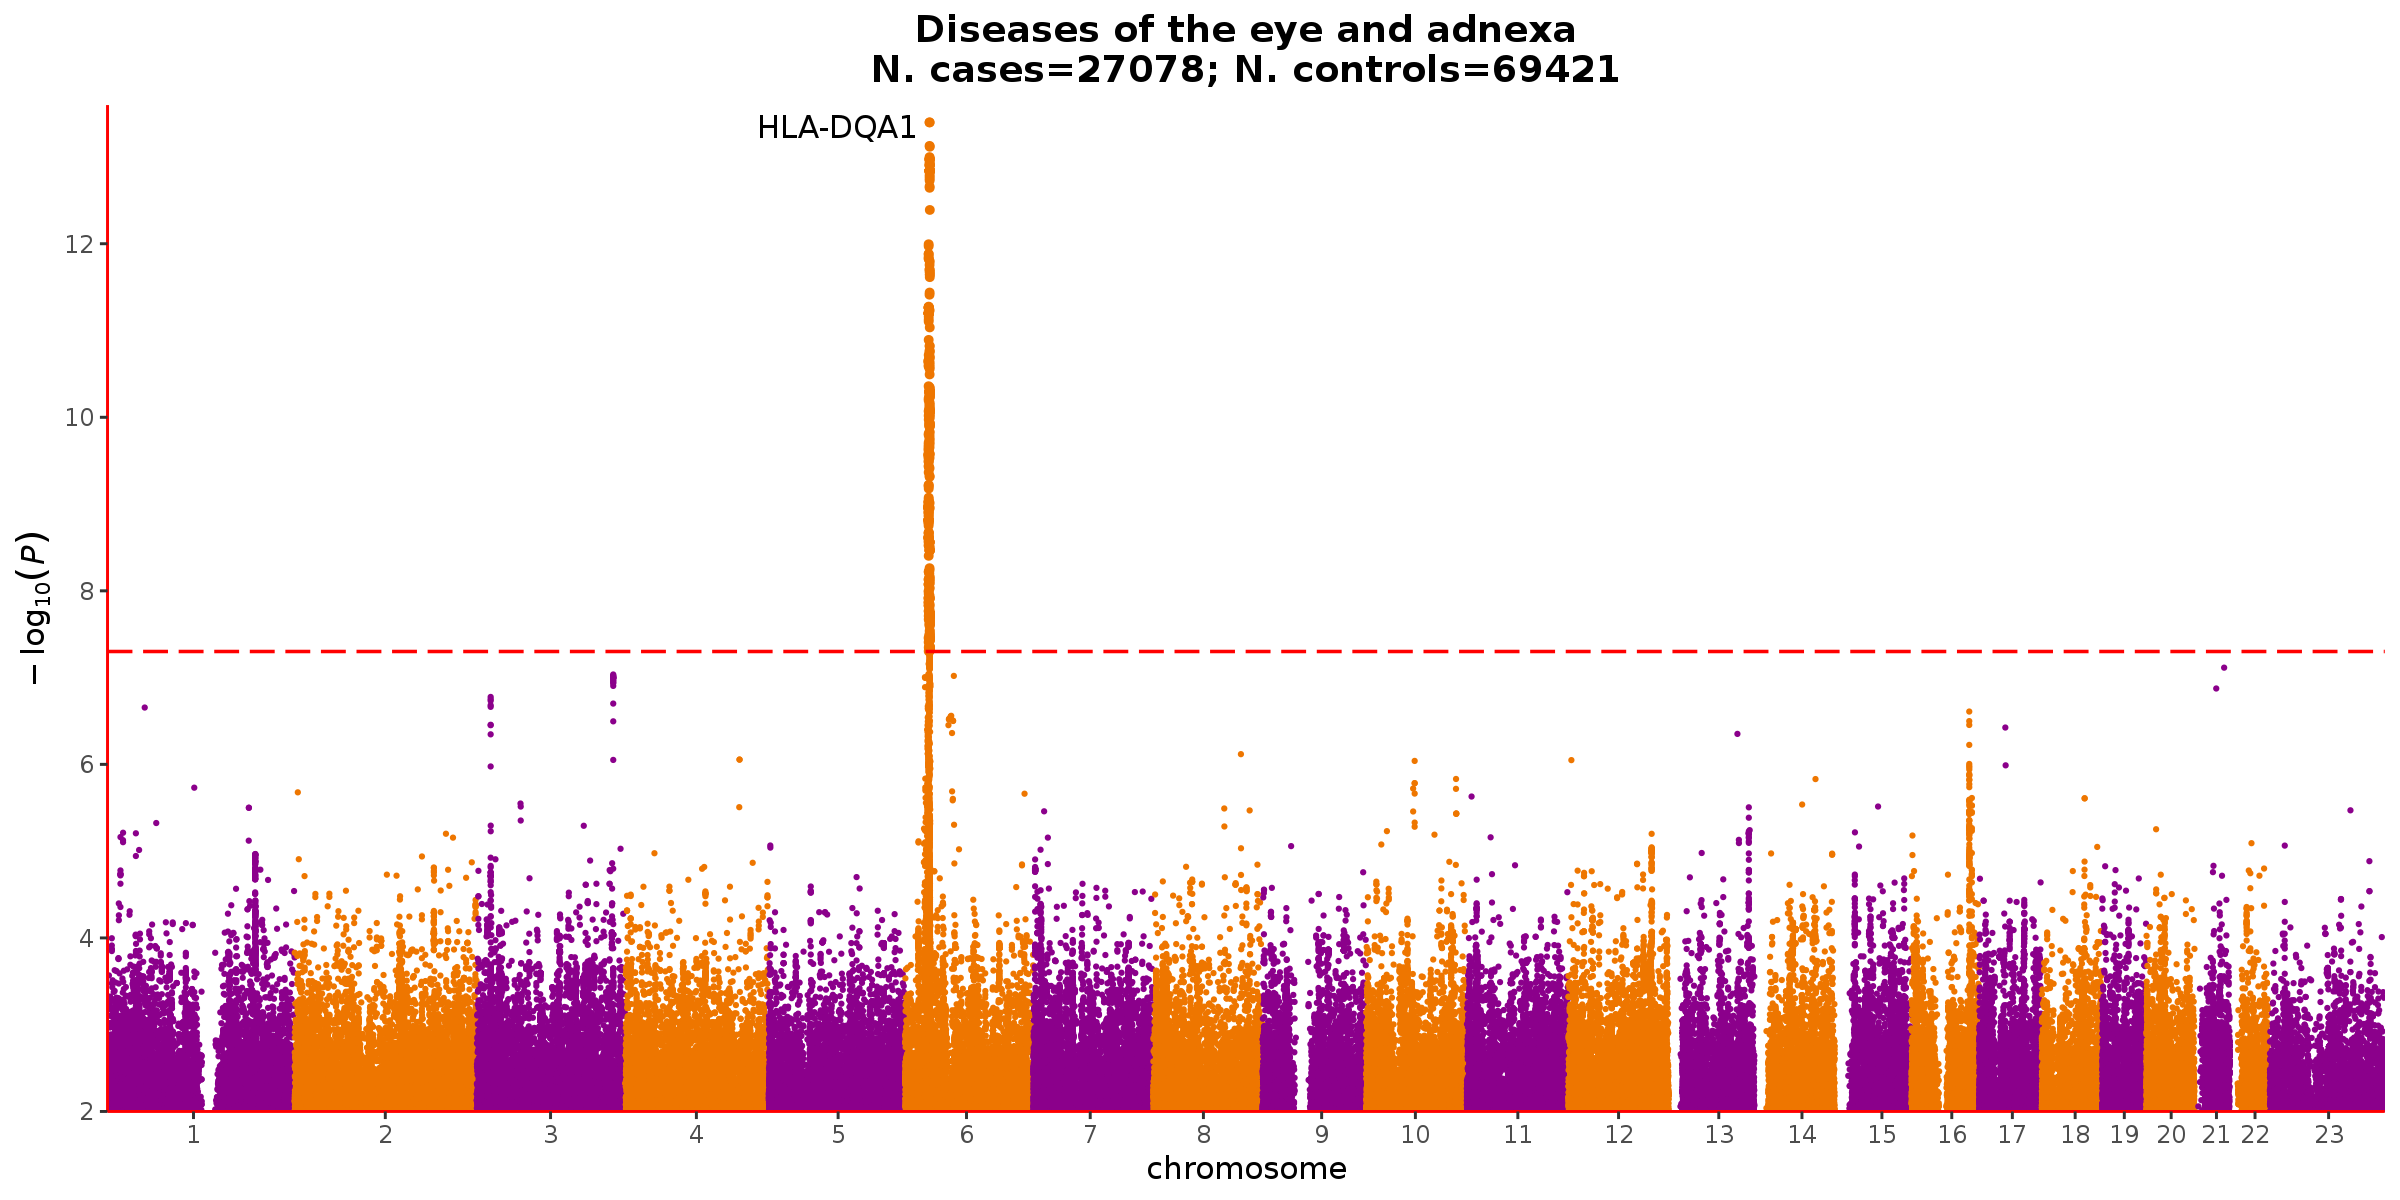 Diseases of the eye and adnexa
N. cases=27078; N. controls=69421
HLA-DQA1
12
10
8
6
4
2
−log₁₀(P)
1 2 3 4 5 6 7 8 9 10 11 12 13 14 15 16 17 18 19 20 21 22 23
chromosome